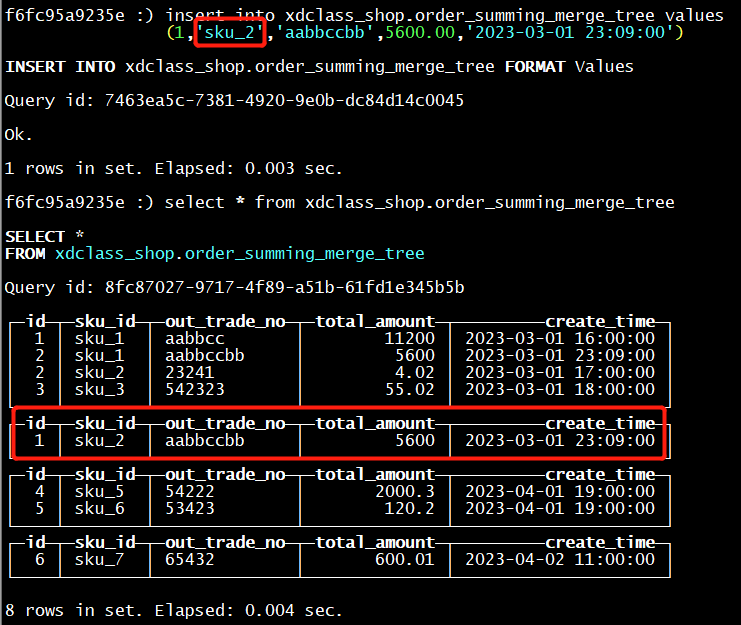 f6fc95a9235e :) insert into xdclass_shop.order_summing_merge_tree values
(1,'sku_2','aabbccbb',5600.00,'2023-03-01 23:09:00')
INSERT INTO xdclass_shop.order_summing_merge_tree FORMAT Values
Query id: 7463ea5c-7381-4920-9e0b-dc84d14c0045
Ok.
1 rows in set. Elapsed: 0.003 sec.
f6fc95a9235e :) select * from xdclass_shop.order_summing_merge_tree
SELECT *
FROM xdclass_shop.order_summing_merge_tree
Query id: 8fc87027-9717-4f89-a51b-61fd1e345b5b
id sku_id out_trade_no total_amount create_time
1 sku_1 aabbcc 11200 2023-03-01 16:00:00
2 sku_1 aabbccbb 5600 2023-03-01 23:09:00
2 sku_2 23241 4.02 2023-03-01 17:00:00
3 sku_3 542323 55.02 2023-03-01 18:00:00
id sku_id out_trade_no total_amount create_time
1 sku_2 aabbccbb 5600 2023-03-01 23:09:00
id sku_id out_trade_no total_amount create_time
4 sku_5 54222 2000.3 2023-04-01 19:00:00
5 sku_6 53423 120.2 2023-04-01 19:00:00
id sku_id out_trade_no total_amount create_time
6 sku_7 65432 600.01 2023-04-02 11:00:00
8 rows in set. Elapsed: 0.004 sec.